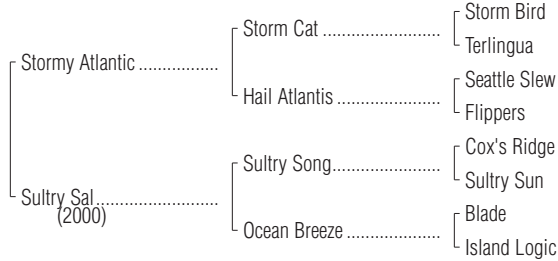 Storm Bird
Storm Cat ........................
Terlingua
Stormy Atlantic ................
Seattle Slew
Hail Atlantis .....................
Flippers
Cox's Ridge
Sultry Song......................
Sultry Sun
Sultry Sal.........................
(2000)
Blade
Ocean Breeze ...................
Island Logic